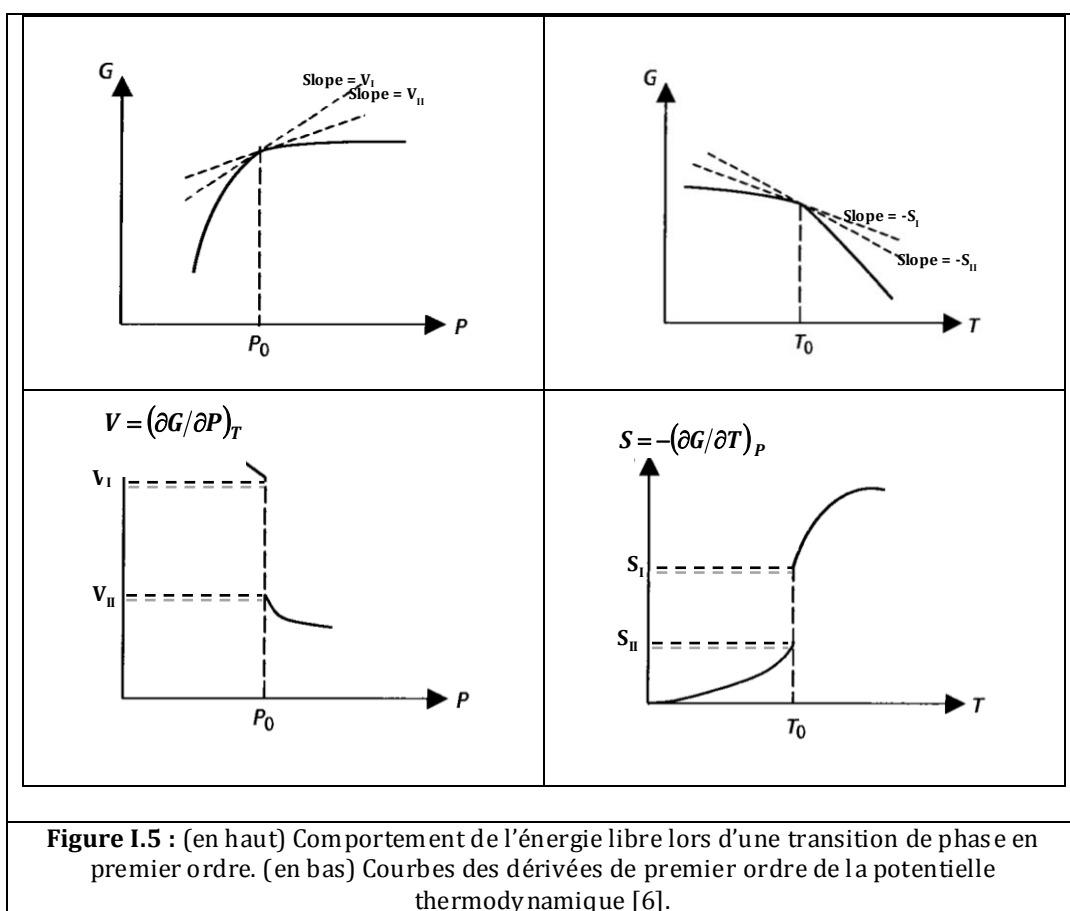 G
Slope = V_I
Slope = V_II
P
P_0
G
Slope = -S_I
Slope = -S_II
T
T_0
V = (∂G/∂P)_T
V_I
V_II
P
P_0
S = −(∂G/∂T)_P
S_I
S_II
T
T_0
Figure I.5 : (en haut) Comportement de l’énergie libre lors d’une transition de phase en
premier ordre. (en bas) Courbes des dérivées de premier ordre de la potentielle
thermodynamique [6].